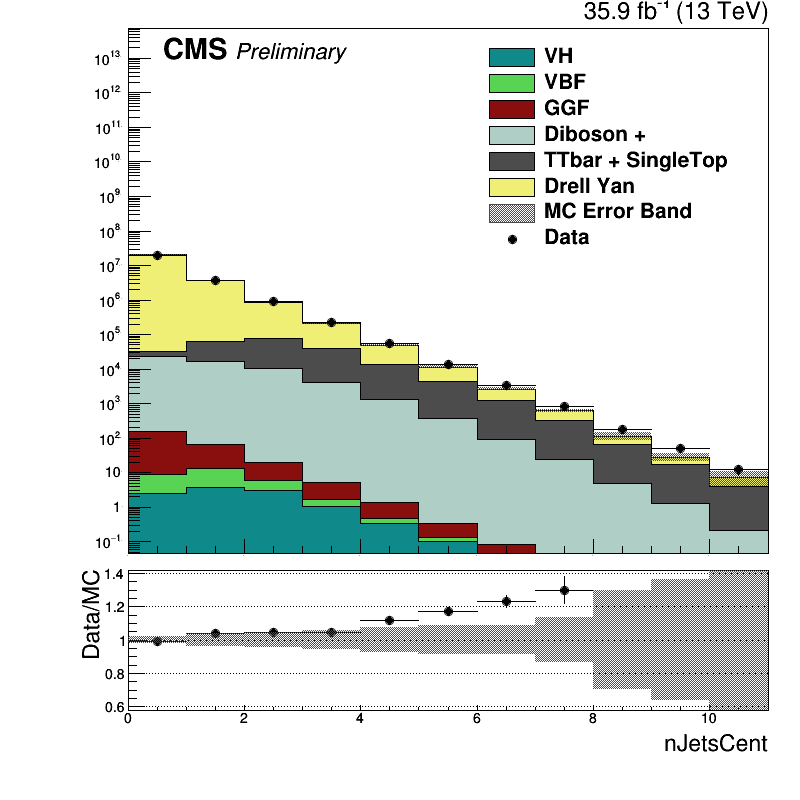 35.9 fb⁻¹ (13 TeV)
CMS Preliminary
VH
VBF
GGF
Diboson +
TTbar + SingleTop
Drell Yan
MC Error Band
Data
10¹³
10¹²
10¹¹
10¹⁰
10⁹
10⁸
10⁷
10⁶
10⁵
10⁴
10³
10²
10
1
10⁻¹
Data/MC
1.4
1.2
1
0.8
0.6
0 2 4 6 8 10
nJetsCent